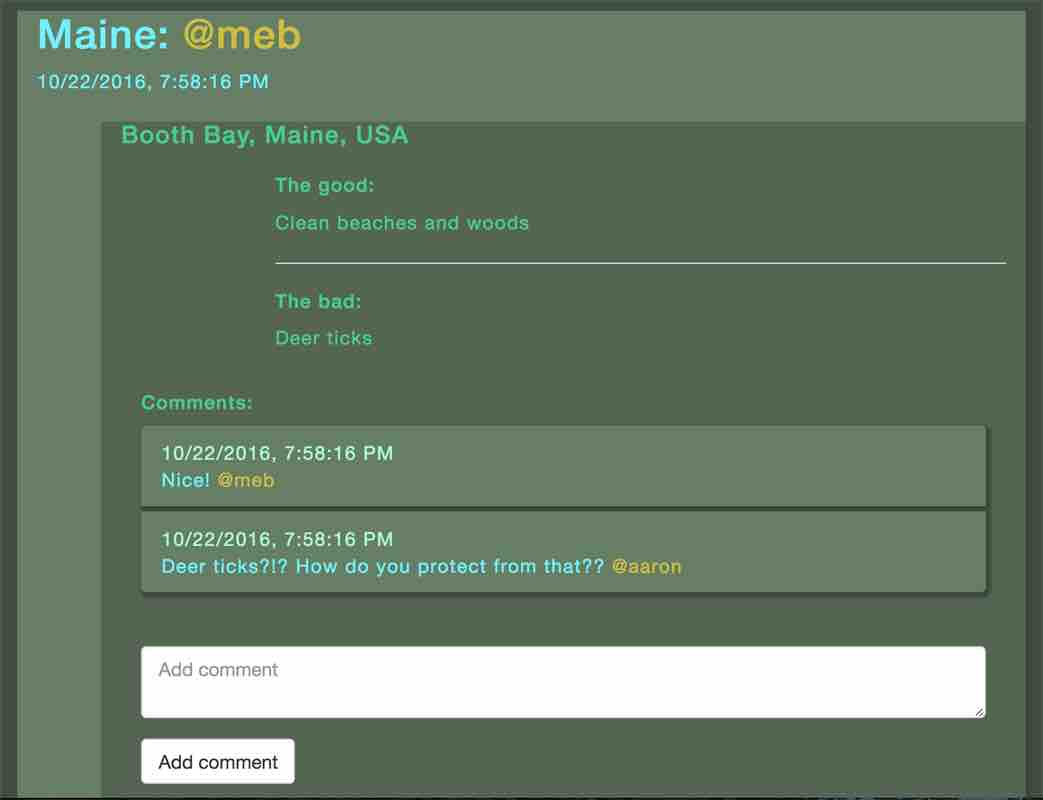 Maine: @meb
10/22/2016, 7:58:16 PM
Booth Bay, Maine, USA
The good:
Clean beaches and woods
The bad:
Deer ticks
Comments:
10/22/2016, 7:58:16 PM
Nice! @meb
10/22/2016, 7:58:16 PM
Deer ticks?!? How do you protect from that?? @aaron
Add comment
Add comment